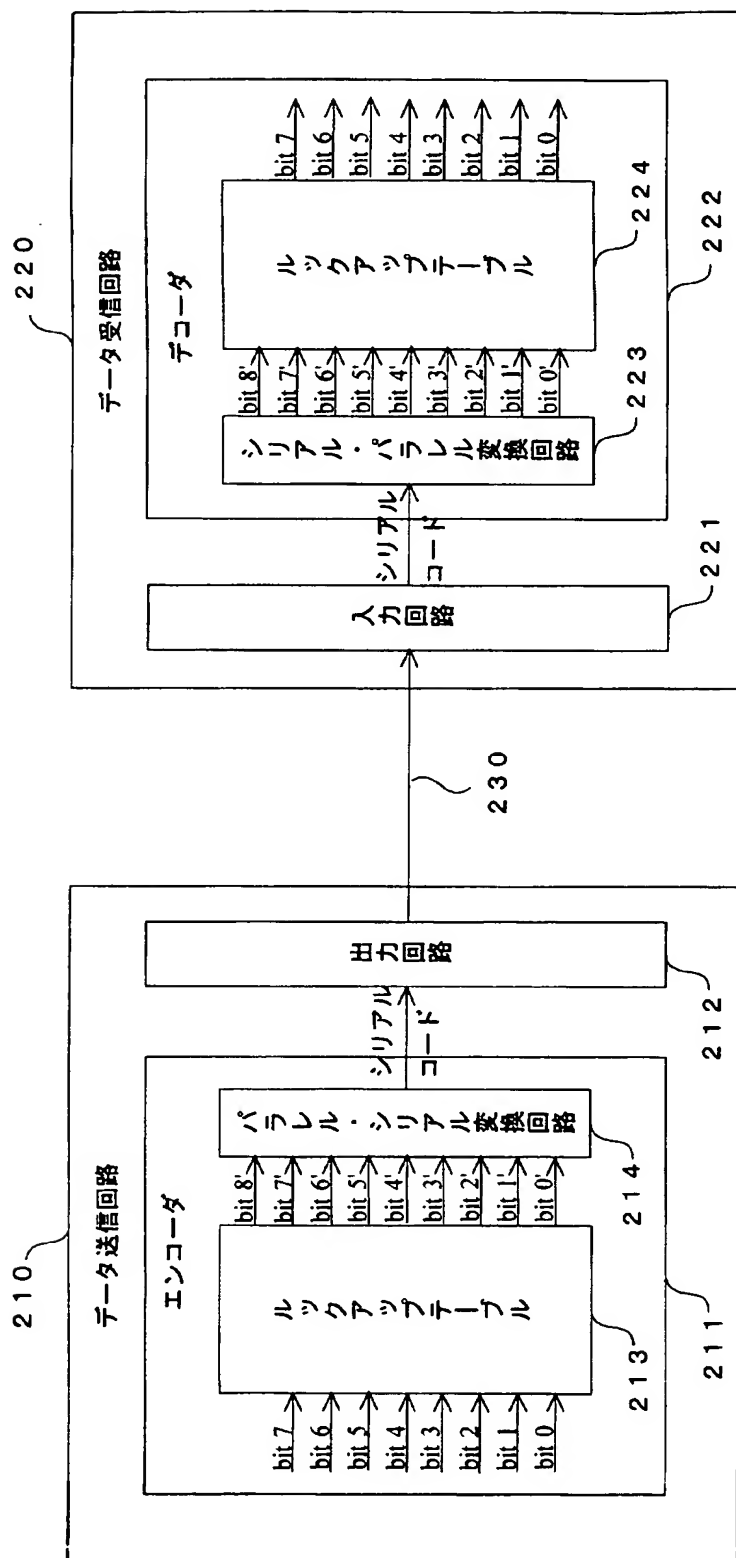 210
データ送信回路
エンコーダ
bit 7
bit 6
bit 5
bit 4
bit 3
bit 2
bit 1
bit 0
ルックアップテーブル
213
bit 8'
bit 7'
bit 6'
bit 5'
bit 4'
bit 3'
bit 2'
bit 1'
bit 0'
パラレル・シリアル変換回路
214
211
シリアル
コード
出力回路
212
230
220
データ受信回路
入力回路
221
シリアル
コード
デコーダ
シリアル・パラレル変換回路
223
bit 8'
bit 7'
bit 6'
bit 5'
bit 4'
bit 3'
bit 2'
bit 1'
bit 0'
ルックアップテーブル
224
222
bit 7
bit 6
bit 5
bit 4
bit 3
bit 2
bit 1
bit 0